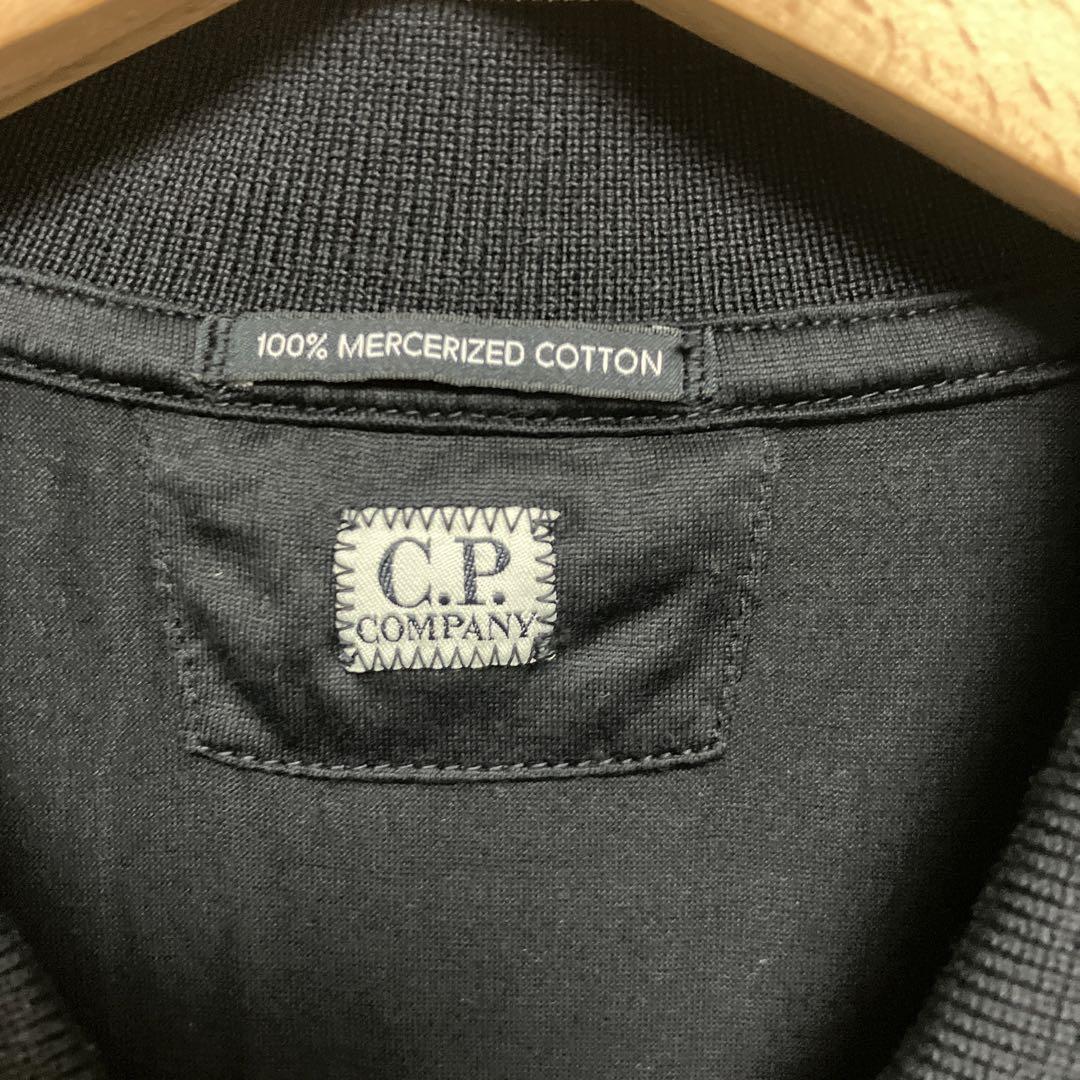 100% MERCERIZED COTTON
C.P.
COMPANY